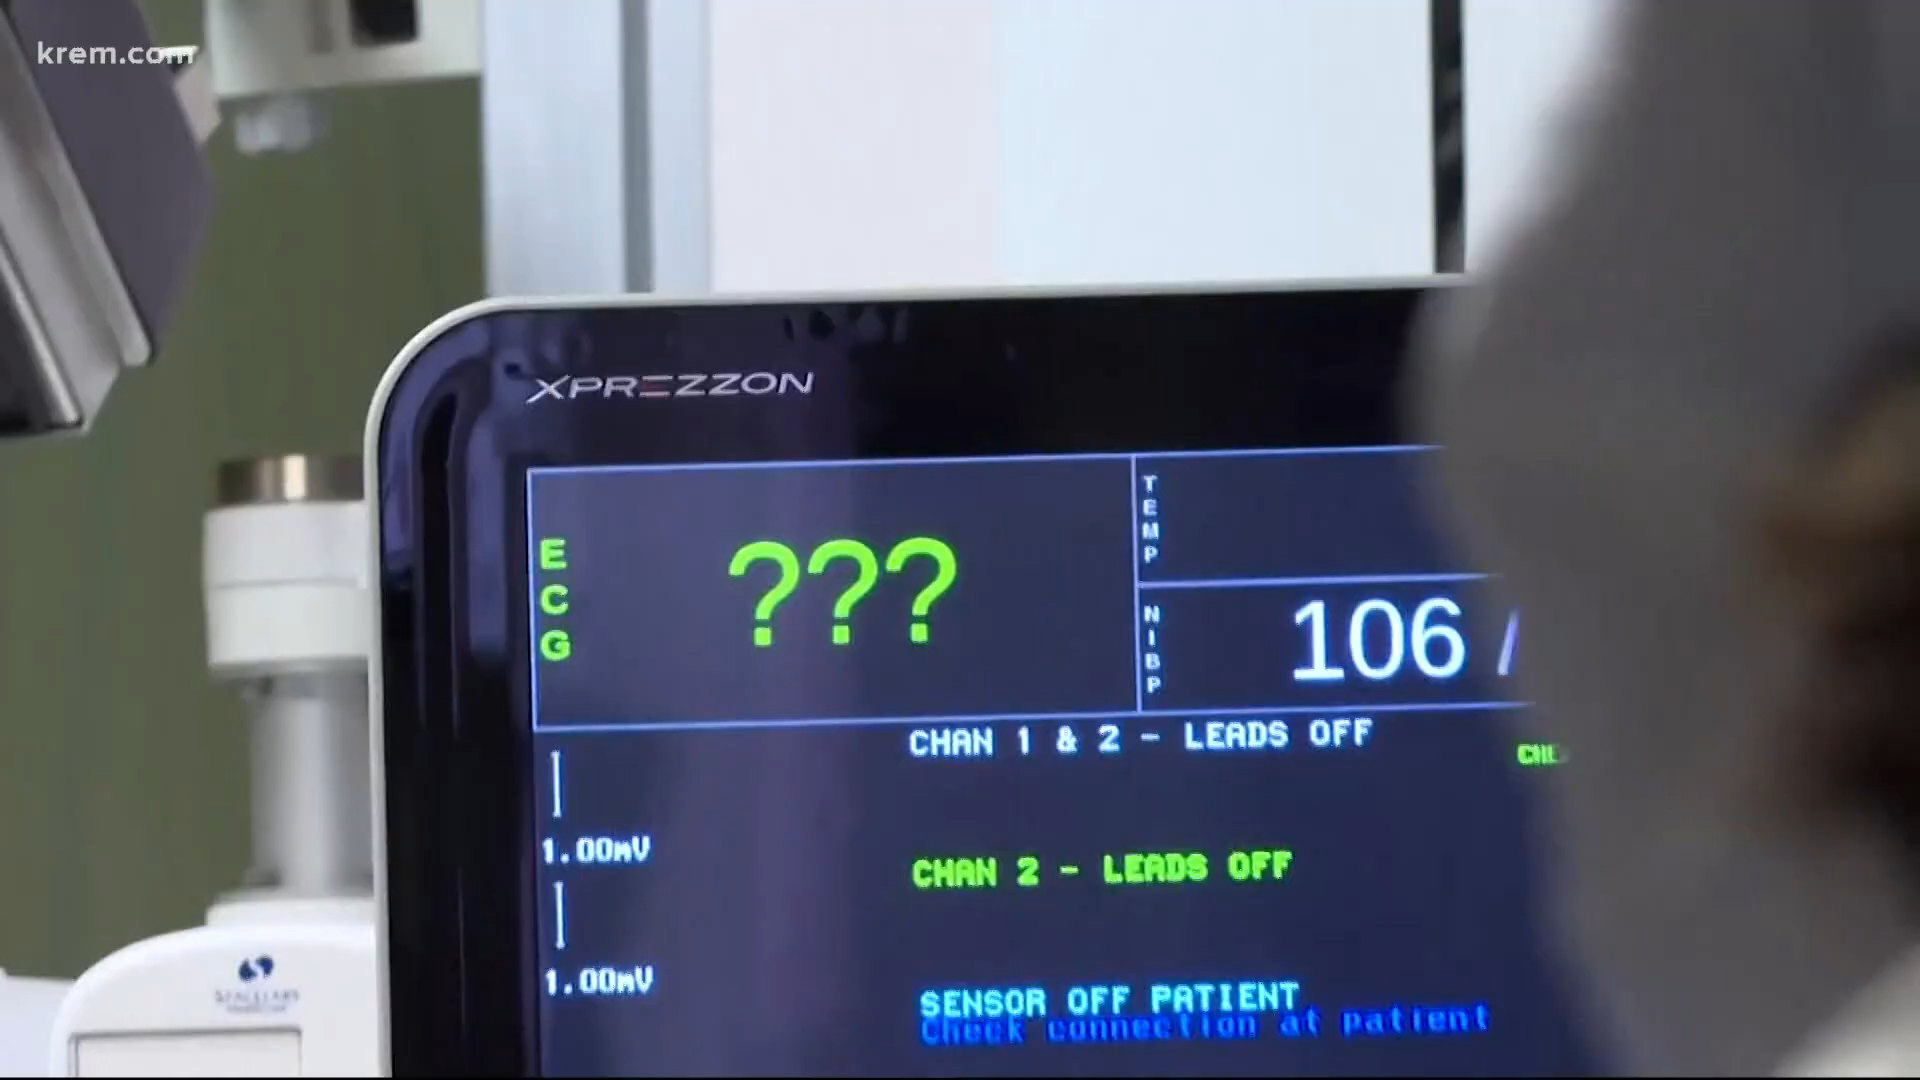 krem.com
XPREZZON
ECG
???
TEMP
NIBP
106 /
CHAN 1 & 2 - LEADS OFF
1.00mV
CHAN 2 - LEADS OFF
1.00mV
SENSOR OFF PATIENT
Check connection at patient
SPACELABS